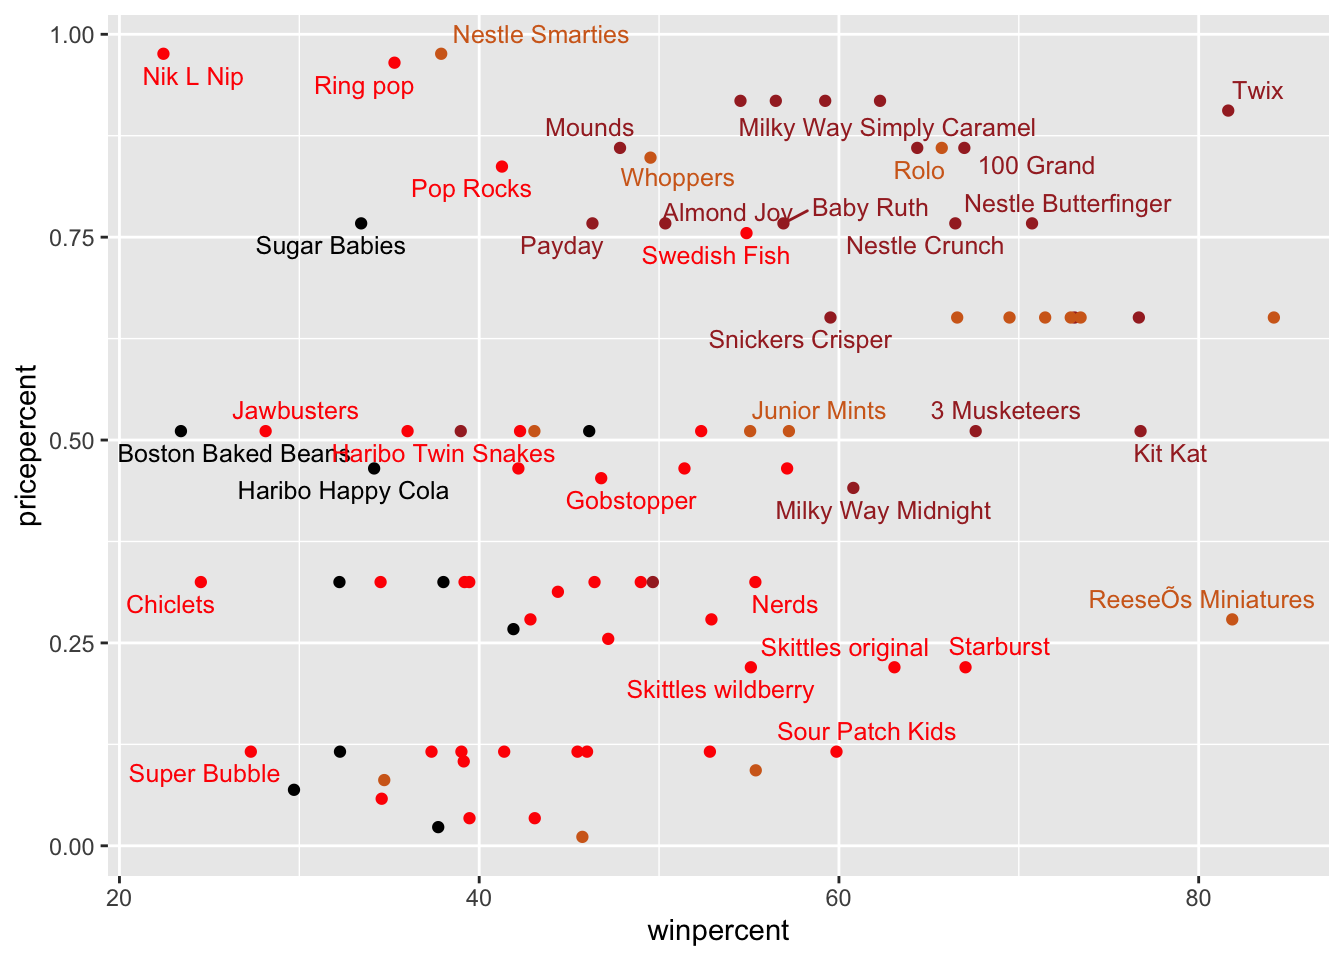 1.00
Nestle Smarties
Nik L Nip
Ring pop
Twix
Mounds
Milky Way Simply Caramel
Whoppers
Rolo
100 Grand
Pop Rocks
Almond Joy
Baby Ruth
Nestle Butterfinger
0.75
Sugar Babies
Payday
Swedish Fish
Nestle Crunch
Snickers Crisper
pricepercent
Jawbusters
Junior Mints
3 Musketeers
0.50
Boston Baked Beans
Haribo Twin Snakes
Kit Kat
Haribo Happy Cola
Gobstopper
Milky Way Midnight
Chiclets
Nerds
ReeseÕs Miniatures
0.25
Skittles original
Starburst
Skittles wildberry
Sour Patch Kids
Super Bubble
0.00
20
40
60
80
winpercent